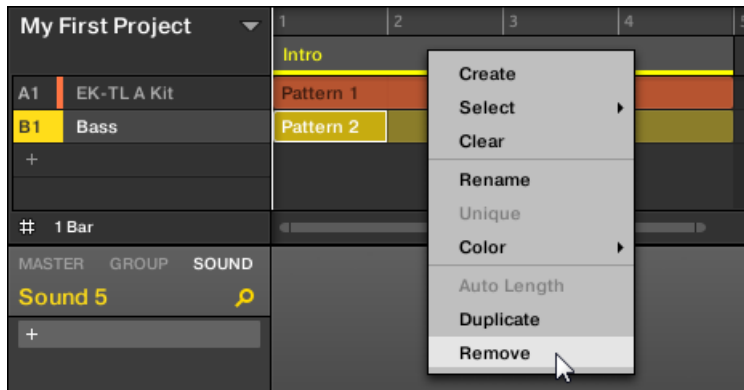 My First Project
1 2 3 4
Intro
A1 EK-TL A Kit Pattern 1
B1 Bass Pattern 2
+
1 Bar
MASTER GROUP SOUND
Sound 5
+
Create
Select
Clear
Rename
Unique
Color
Auto Length
Duplicate
Remove